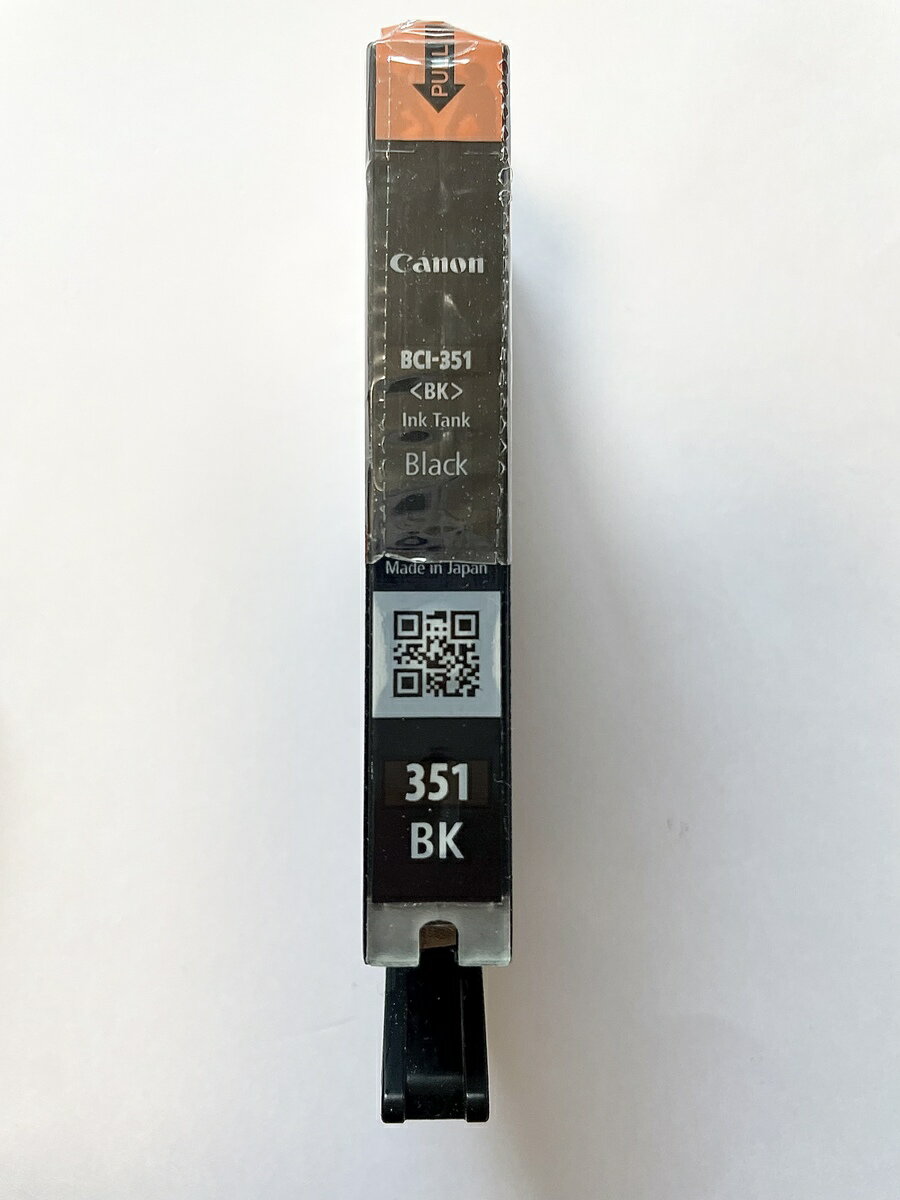 PULL
Canon
BCI-351
<BK>
Ink Tank
Black
Made in Japan
351
BK